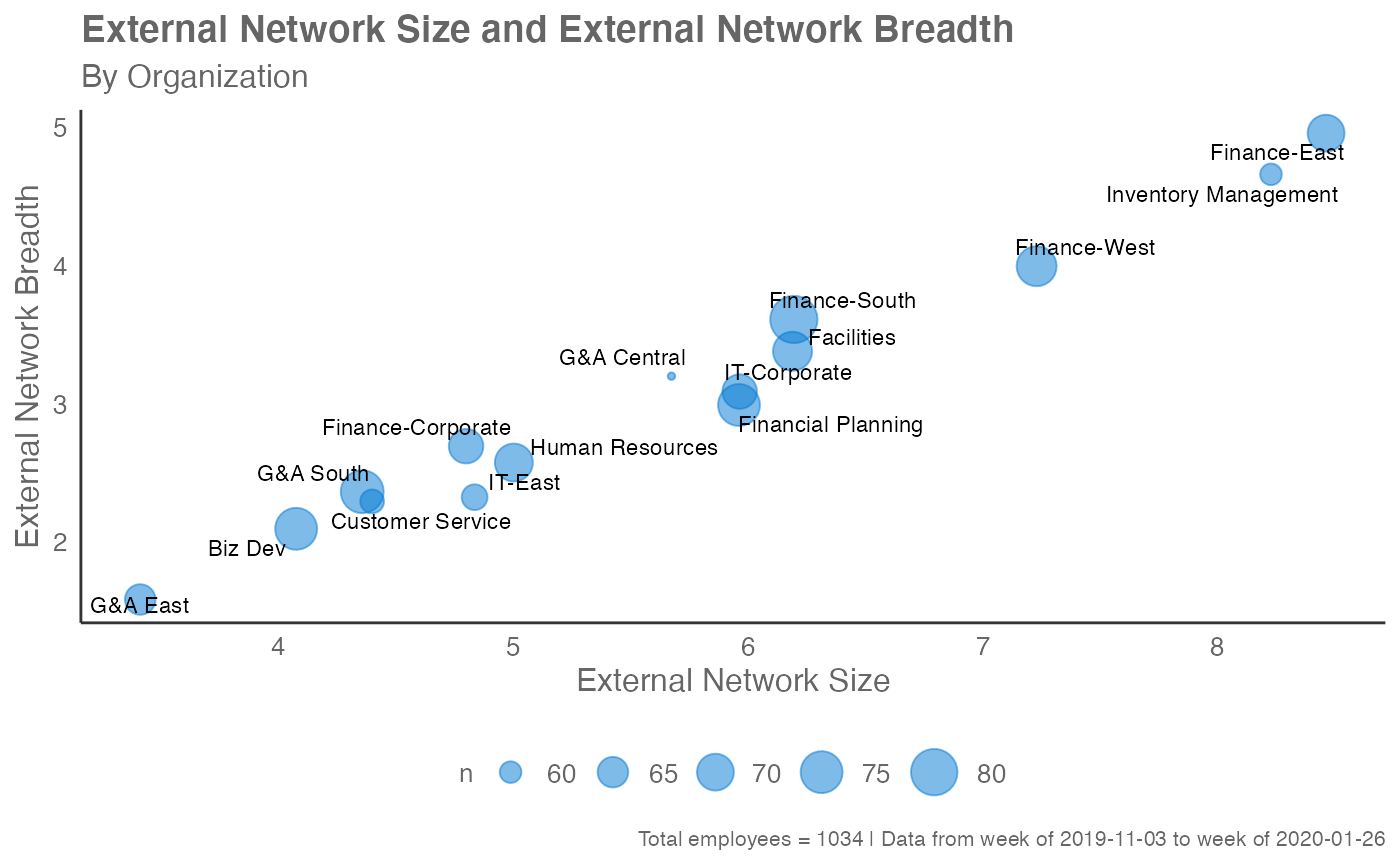 External Network Size and External Network Breadth
By Organization
External Network Breadth
5
4
3
2
Finance-East
Inventory Management
Finance-West
Finance-South
Facilities
G&A Central
IT-Corporate
Financial Planning
Finance-Corporate
Human Resources
G&A South
IT-East
Customer Service
Biz Dev
G&A East
4 5 6 7 8
External Network Size
n 60 65 70 75 80
Total employees = 1034 | Data from week of 2019-11-03 to week of 2020-01-26